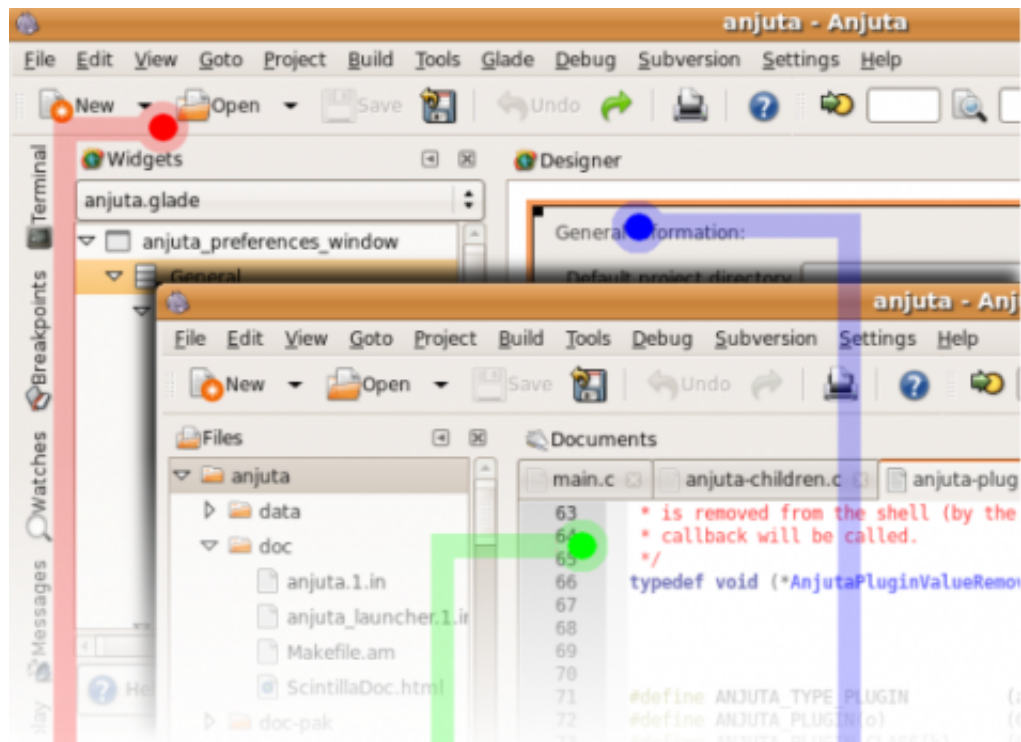 anjuta - Anjuta
File Edit View Goto Project Build Tools Glade Debug Subversion Settings Help
New Open Save Undo
Terminal
Breakpoints
Watches
Messages
Widgets
Designer
anjuta.glade
anjuta_preferences_window
General
General information:
Default project directory
anjuta - Anj
File Edit View Goto Project Build Tools Debug Subversion Settings Help
New Open Save Undo
Files
Documents
anjuta
data
doc
anjuta.1.in
anjuta_launcher.1.in
Makefile.am
ScintillaDoc.html
doc-pak
main.c anjuta-children.c anjuta-plug
63 * is removed from the shell (by the
64 * callback will be called.
65 */
66 typedef void (*AnjutaPluginValueRemov
67
68
69
70
71 #define ANJUTA_TYPE_PLUGIN (a
72 #define ANJUTA_PLUGIN(o) (G
He